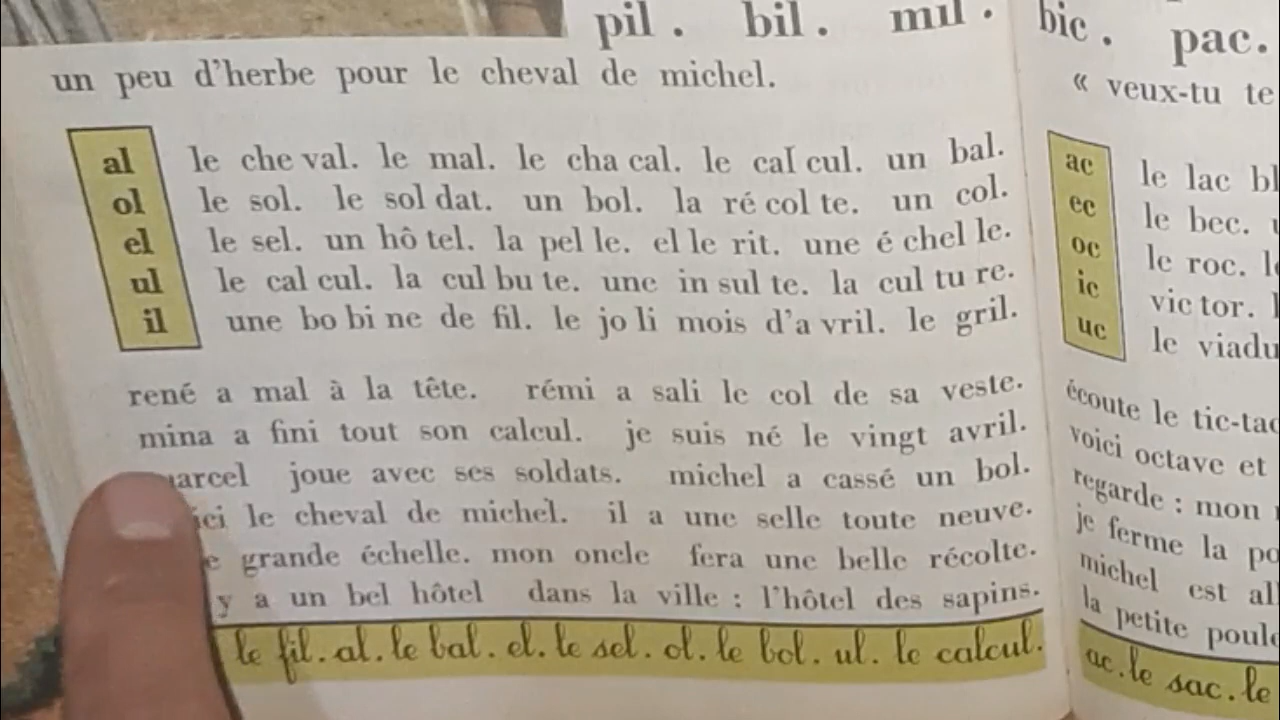 pil. bil. mil.
un peu d'herbe pour le cheval de michel.
al le che val. le mal. le cha cal. le cal cul. un bal.
ol le sol. le sol dat. un bol. la ré col te. un col.
el le sel. un hô tel. la pel le. el le rit. une é chel le.
ul le cal cul. la cul bu te. une in sul te. la cul tu re.
il une bo bi ne de fil. le jo li mois d'a vril. le gril.
rené a mal à la tête. rémi a sali le col de sa veste.
mina a fini tout son calcul. je suis né le vingt avril.
joue avec ses soldats. michel a cassé un bol.
le cheval de michel. il a une selle toute neuve.
grande échelle. mon oncle fera une belle récolte.
y a un bel hôtel dans la ville : l'hôtel des sapins.
le fil. al. le bal. el. le sel. ol. le bol. ul. le calcul.
bic. pac.
« veux-tu
ac le lac
ec le bec.
oc le roc.
ic vic tor.
uc le
écoute le
voici octave et
regarde : mon
je ferme la
michel est
la petite
ac. le sac. le